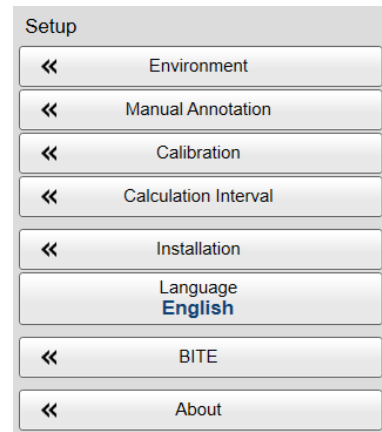 Setup
« Environment
« Manual Annotation
« Calibration
« Calculation Interval
« Installation
Language
English
« BITE
« About